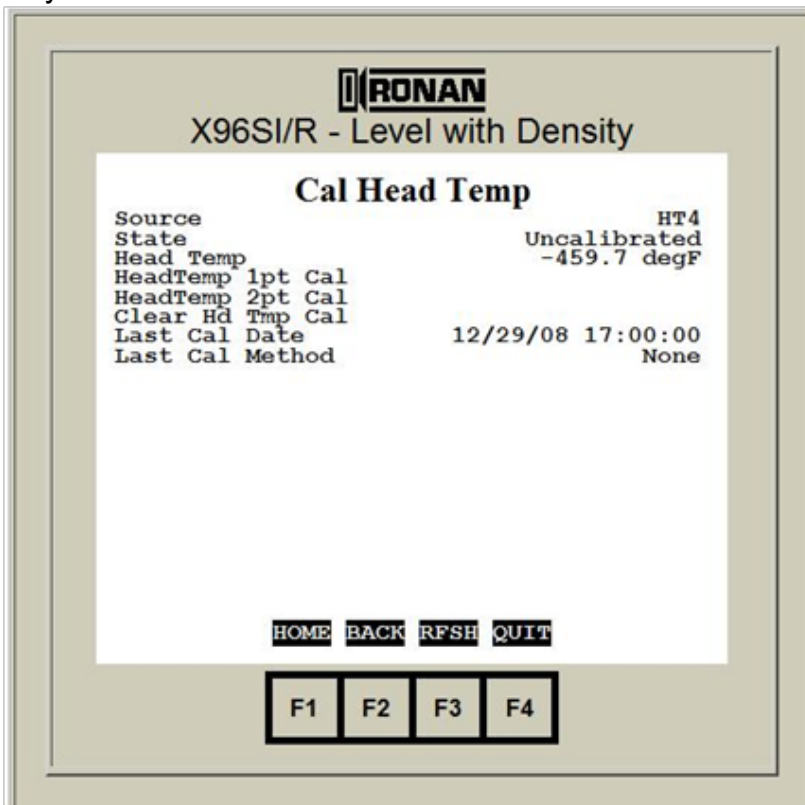 RONAN
X96SI/R - Level with Density
Cal Head Temp
Source HT4
State Uncalibrated
Head Temp -459.7 degF
HeadTemp 1pt Cal
HeadTemp 2pt Cal
Clear Hd Tmp Cal
Last Cal Date 12/29/08 17:00:00
Last Cal Method None
HOME BACK RFSH QUIT
F1 F2 F3 F4